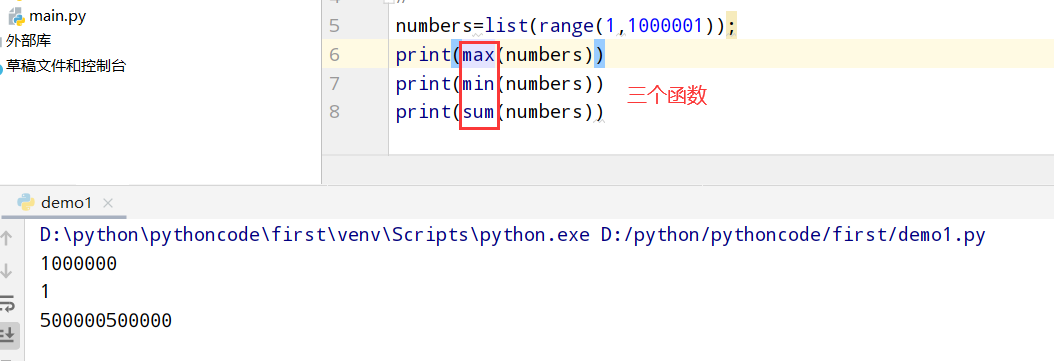 main.py
外部库
草稿文件和控制台
5 numbers=list(range(1,1000001));
6 print(max(numbers))
7 print(min(numbers))
8 print(sum(numbers))
三个函数
demo1
D:\python\pythoncode\first\venv\Scripts\python.exe D:/python/pythoncode/first/demo1.py
1000000
1
500000500000